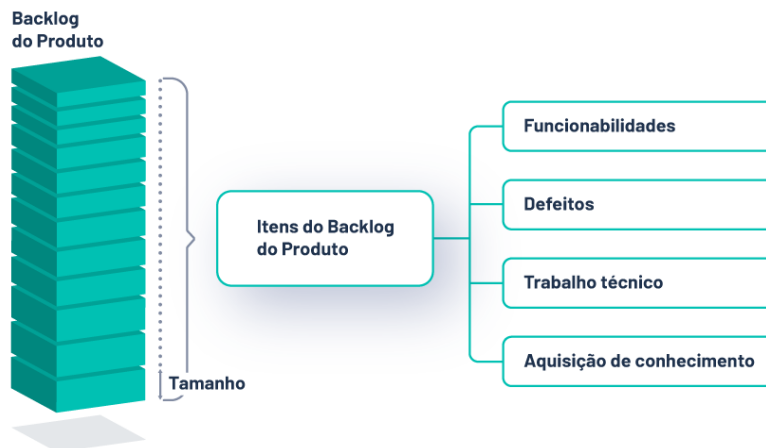 Backlog
do Produto
Funcionabilidades
Defeitos
Itens do Backlog
do Produto
Trabalho técnico
Aquisição de conhecimento
Tamanho